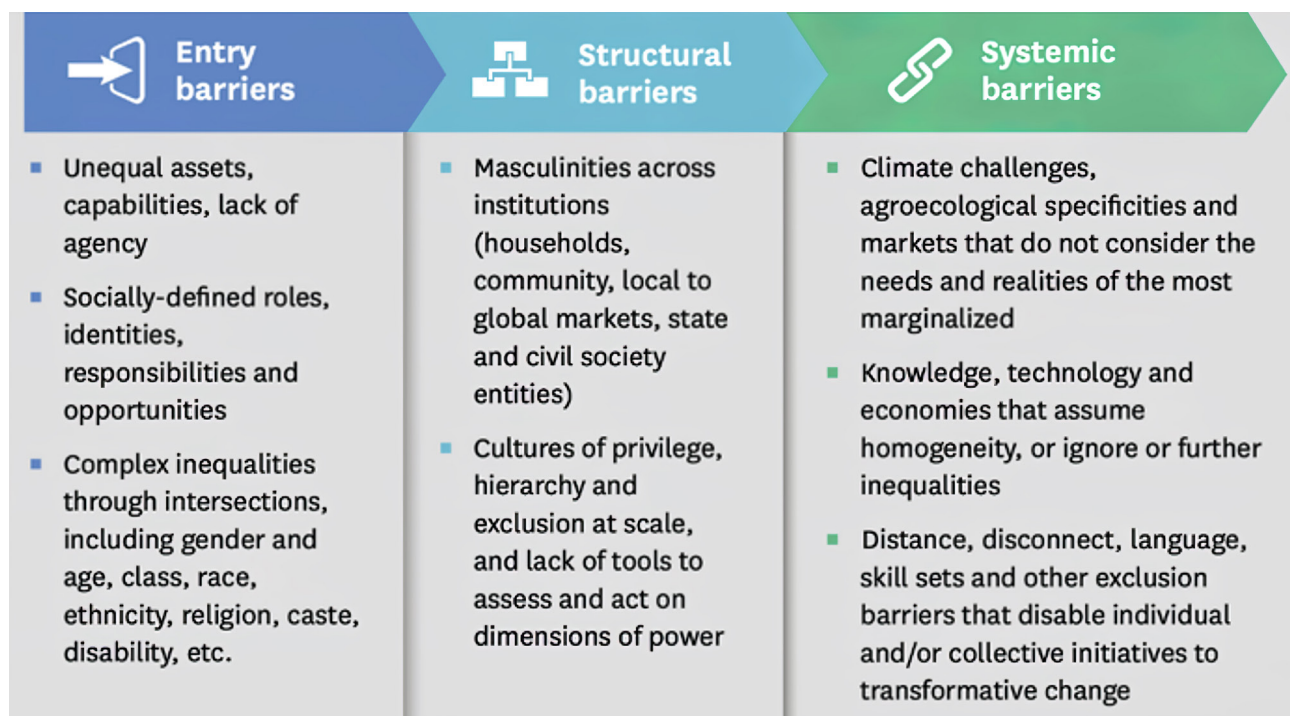 Entry
barriers
Structural
barriers
Systemic
barriers
Unequal assets,
capabilities, lack of
agency
Socially-defined roles,
identities,
responsibilities and
opportunities
Complex inequalities
through intersections,
including gender and
age, class, race,
ethnicity, religion, caste,
disability, etc.
Masculinities across
institutions
(households,
community, local to
global markets, state
and civil society
entities)
Cultures of privilege,
hierarchy and
exclusion at scale,
and lack of tools to
assess and act on
dimensions of power
Climate challenges,
agroecological specificities and
markets that do not consider the
needs and realities of the most
marginalized
Knowledge, technology and
economies that assume
homogeneity, or ignore or further
inequalities
Distance, disconnect, language,
skill sets and other exclusion
barriers that disable individual
and/or collective initiatives to
transformative change